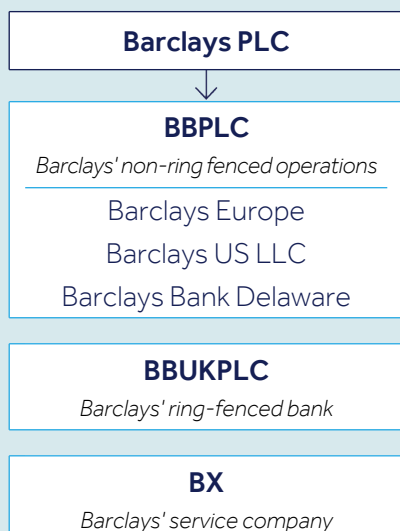 Barclays PLC
BBPLC
Barclays' non-ring fenced operations
Barclays Europe
Barclays US LLC
Barclays Bank Delaware
BBUKPLC
Barclays' ring-fenced bank
BX
Barclays' service company